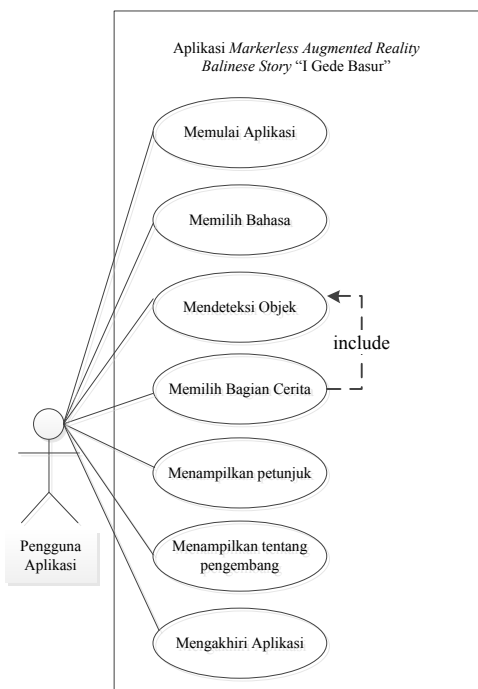 Aplikasi Markerless Augmented Reality
Balinese Story “I Gede Basur”
Memulai Aplikasi
Memilih Bahasa
Mendeteksi Objek
include
Memilih Bagian Cerita
Menampilkan petunjuk
Pengguna
Aplikasi
Menampilkan tentang
pengembang
Mengakhiri Aplikasi